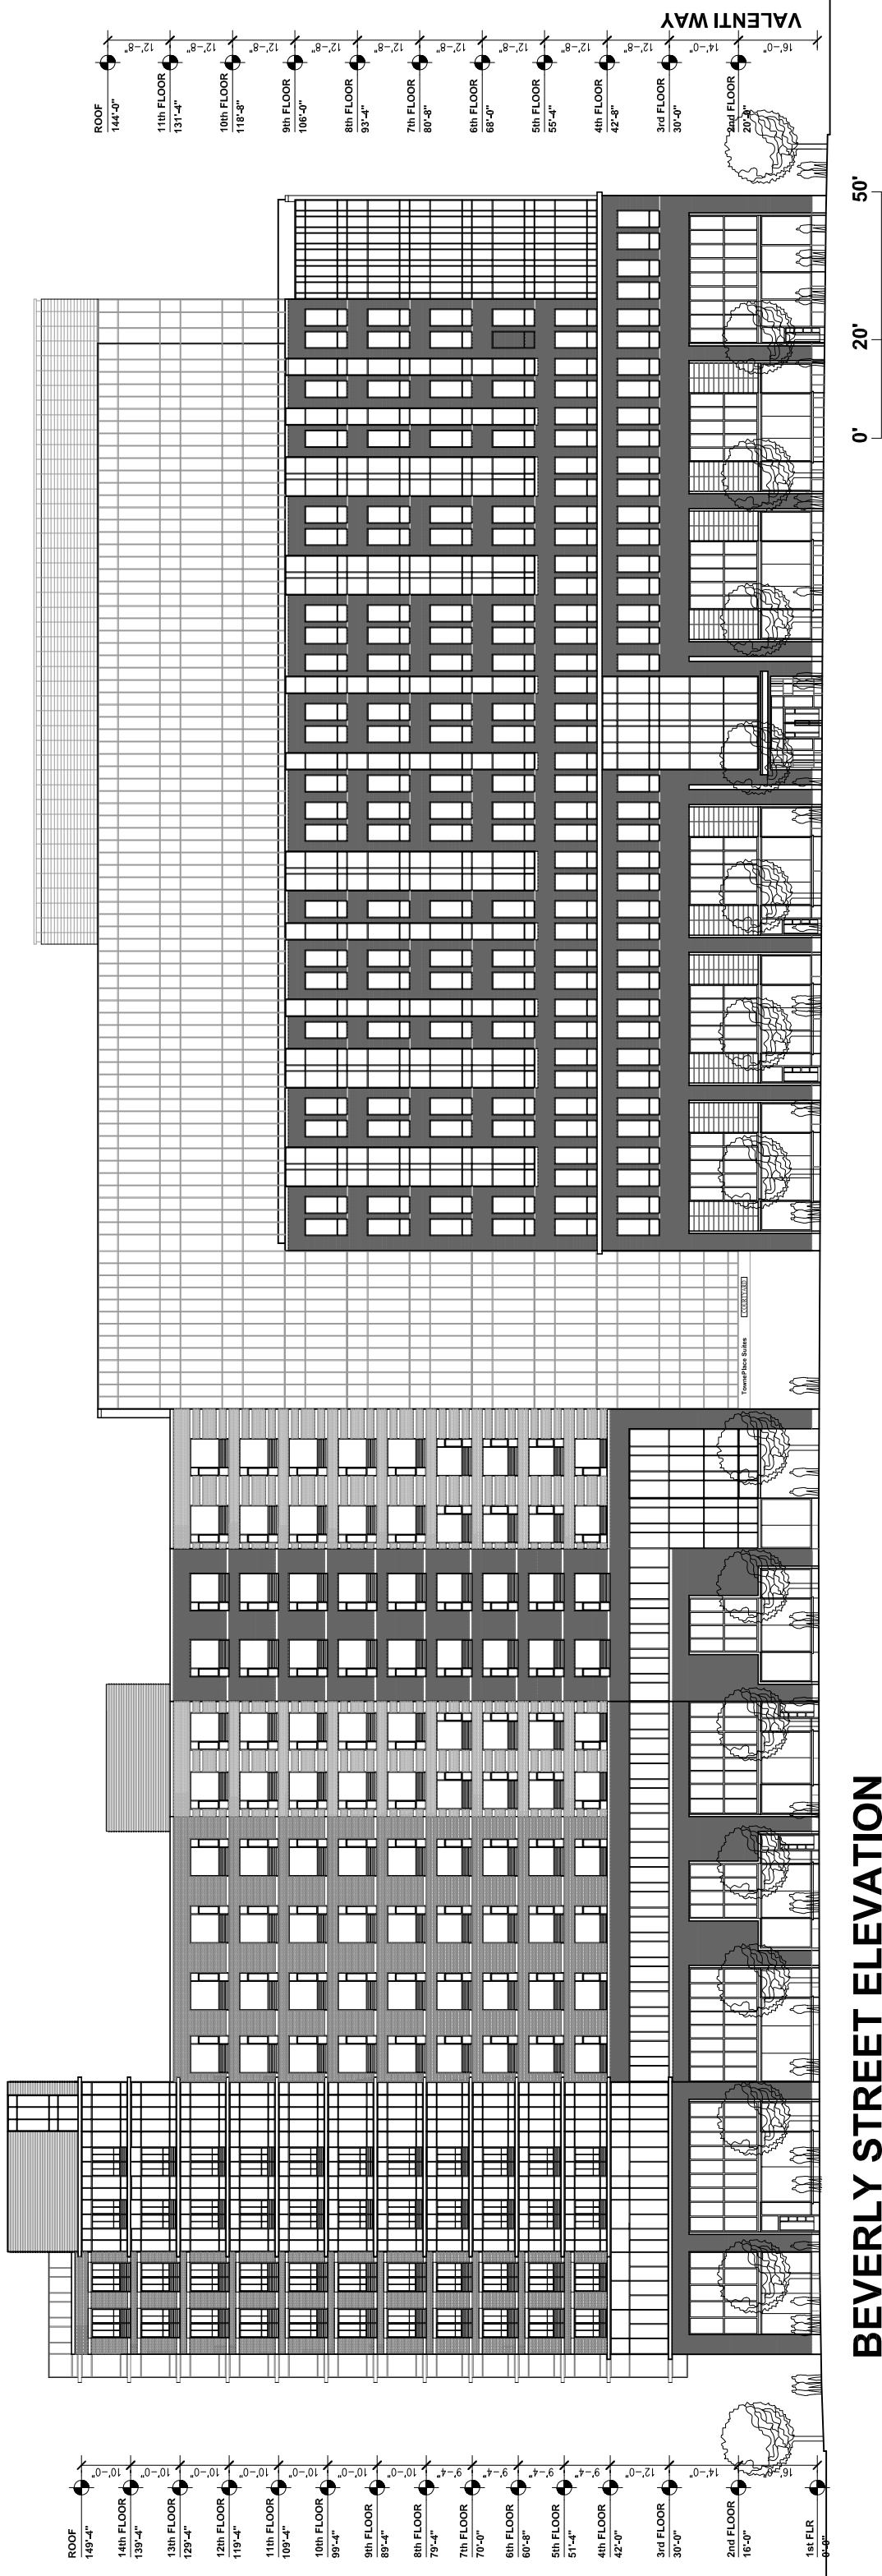 VALENTI WAY
ROOF
144'-0"
12'-8"
11th FLOOR
131'-4"
12'-8"
10th FLOOR
118'-8"
12'-8"
9th FLOOR
106'-0"
12'-8"
8th FLOOR
93'-4"
12'-8"
7th FLOOR
80'-8"
12'-8"
6th FLOOR
68'-0"
12'-8"
5th FLOOR
55'-4"
12'-8"
4th FLOOR
42'-8"
12'-8"
3rd FLOOR
30'-0"
14'-0"
2nd FLOOR
20'-0"
16'-0"
0'
20'
50'
TownePlace Suites
COURTYARD
ROOF
149'-4"
10'-0"
14th FLOOR
139'-4"
10'-0"
13th FLOOR
129'-4"
10'-0"
12th FLOOR
119'-4"
10'-0"
11th FLOOR
109'-4"
10'-0"
10th FLOOR
99'-4"
10'-0"
9th FLOOR
89'-4"
10'-0"
8th FLOOR
79'-4"
9'-4"
7th FLOOR
70'-0"
9'-4"
6th FLOOR
60'-8"
9'-4"
5th FLOOR
51'-4"
9'-4"
4th FLOOR
42'-0"
12'-0"
3rd FLOOR
30'-0"
14'-0"
2nd FLOOR
16'-0"
16'-0"
1st FLR
0'-0"
BEVERLY STREET ELEVATION